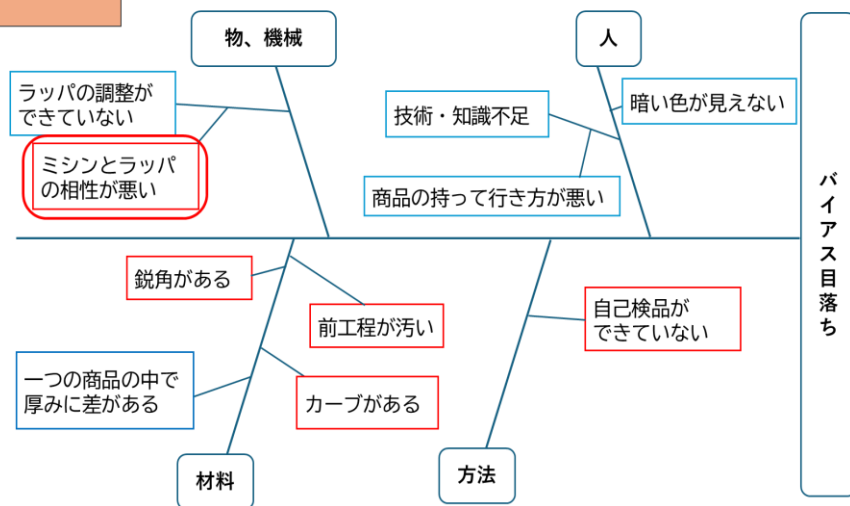 物、機械
人
ラッパの調整が
できていない
ミシンとラッパ
の相性が悪い
技術・知識不足
暗い色が見えない
商品の持って行き方が悪い
バイアス目落ち
鋭角がある
前工程が汚い
自己検品が
できていない
一つの商品の中で
厚みに差がある
カーブがある
材料
方法